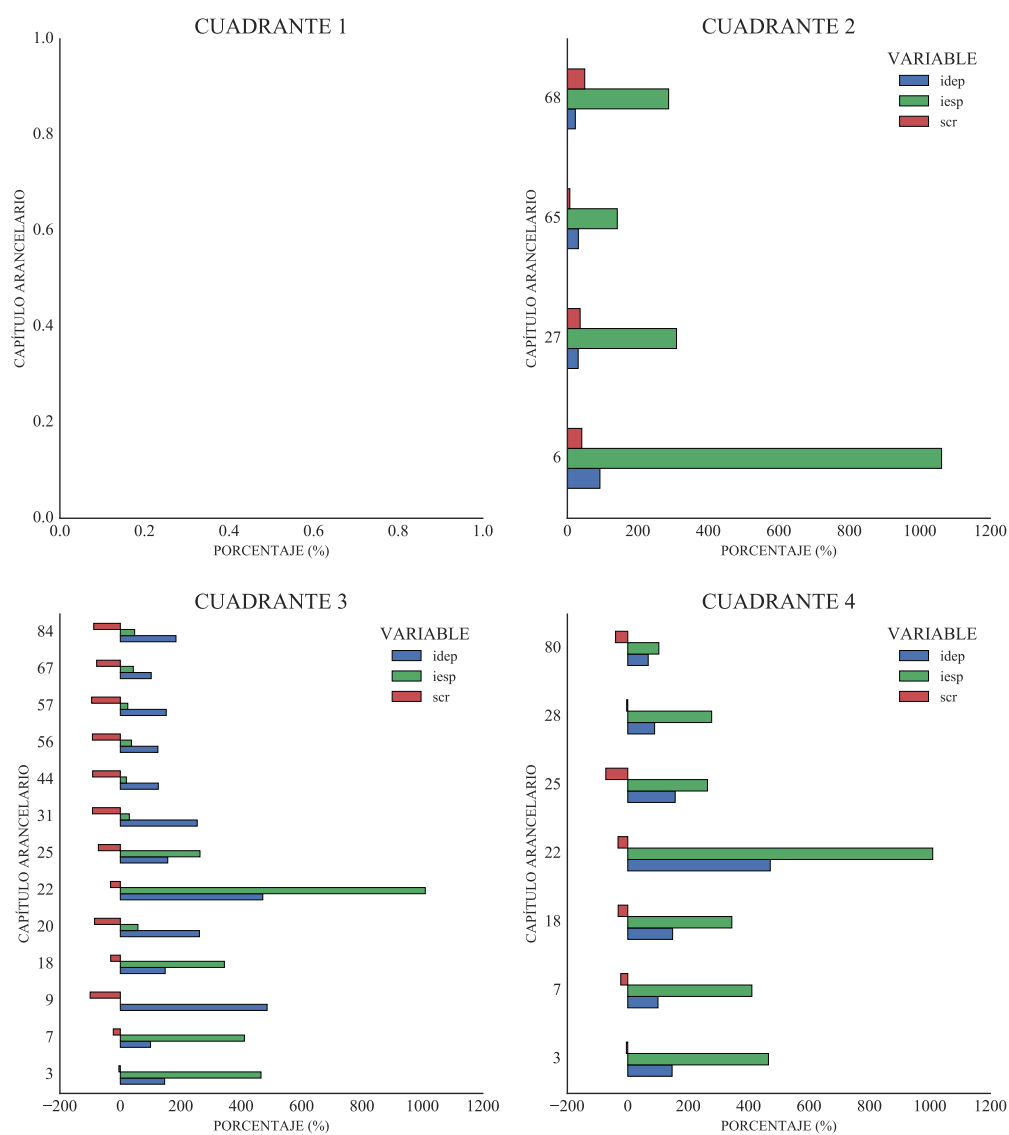 CUADRANTE 1
1.0
0.8
0.6
0.4
0.2
0.0
CAPÍTULO ARANCELARIO
0.0 0.2 0.4 0.6 0.8 1.0
PORCENTAJE (%)
CUADRANTE 2
VARIABLE
idep
iesp
scr
68
65
27
6
CAPÍTULO ARANCELARIO
0 200 400 600 800 1000 1200
PORCENTAJE (%)
CUADRANTE 3
VARIABLE
idep
iesp
scr
84
67
57
56
44
31
25
22
20
18
9
7
3
CAPÍTULO ARANCELARIO
−200 0 200 400 600 800 1000 1200
PORCENTAJE (%)
CUADRANTE 4
VARIABLE
idep
iesp
scr
80
28
25
22
18
7
3
CAPÍTULO ARANCELARIO
−200 0 200 400 600 800 1000 1200
PORCENTAJE (%)